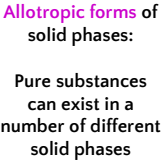 Allotropic forms of
solid phases:
Pure substances
can exist in a
number of different
solid phases